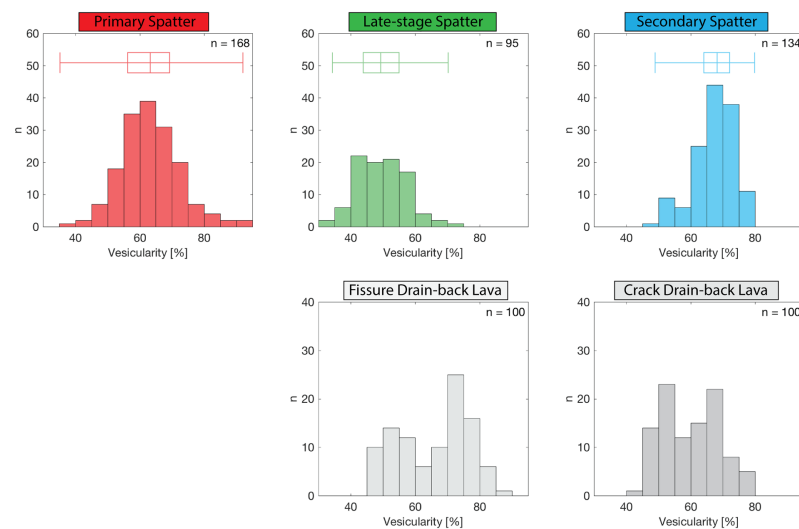 Primary Spatter
n = 168
60
50
40
30
20
10
0
n
40
60
80
Vesicularity [%]
Late-stage Spatter
n = 95
60
50
40
30
20
10
0
n
40
60
80
Vesicularity [%]
Secondary Spatter
n = 134
60
50
40
30
20
10
0
n
40
60
80
Vesicularity [%]
Fissure Drain-back Lava
n = 100
40
30
20
10
0
n
40
60
80
Vesicularity [%]
Crack Drain-back Lava
n = 100
40
30
20
10
0
n
40
60
80
Vesicularity [%]